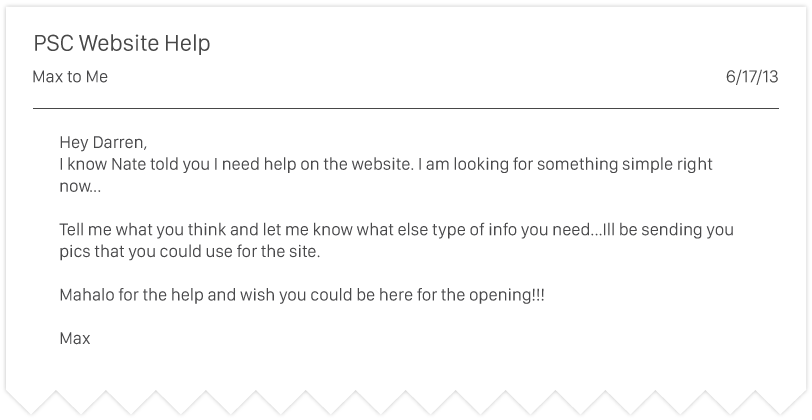 PSC Website Help
Max to Me 6/17/13
Hey Darren,
I know Nate told you I need help on the website. I am looking for something simple right
now...
Tell me what you think and let me know what else type of info you need...Ill be sending you
pics that you could use for the site.
Mahalo for the help and wish you could be here for the opening!!!
Max